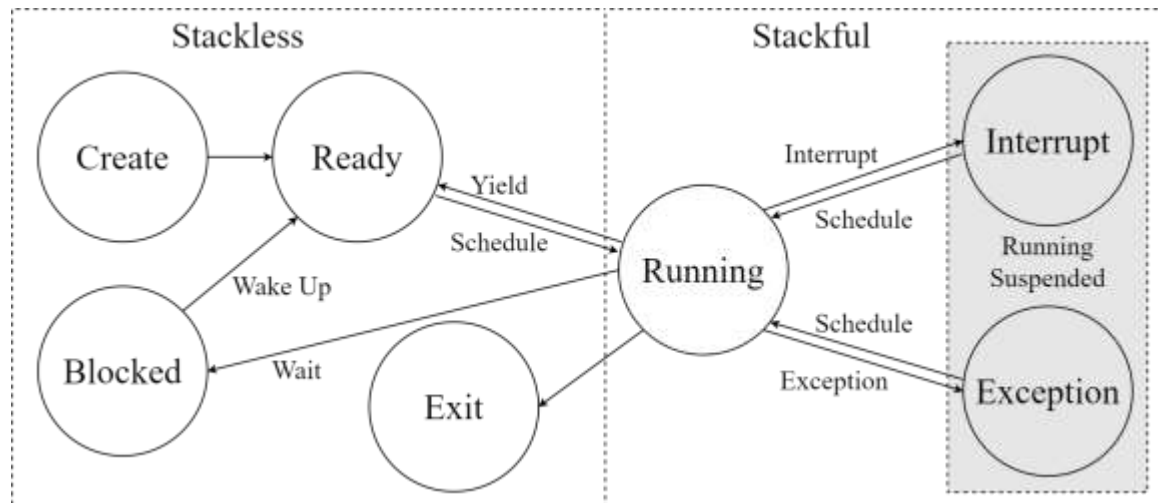 Stackless
Stackful
Create
Ready
Interrupt
Interrupt
Yield
Schedule
Schedule
Running
Suspended
Running
Wake Up
Blocked
Wait
Exit
Schedule
Exception
Exception